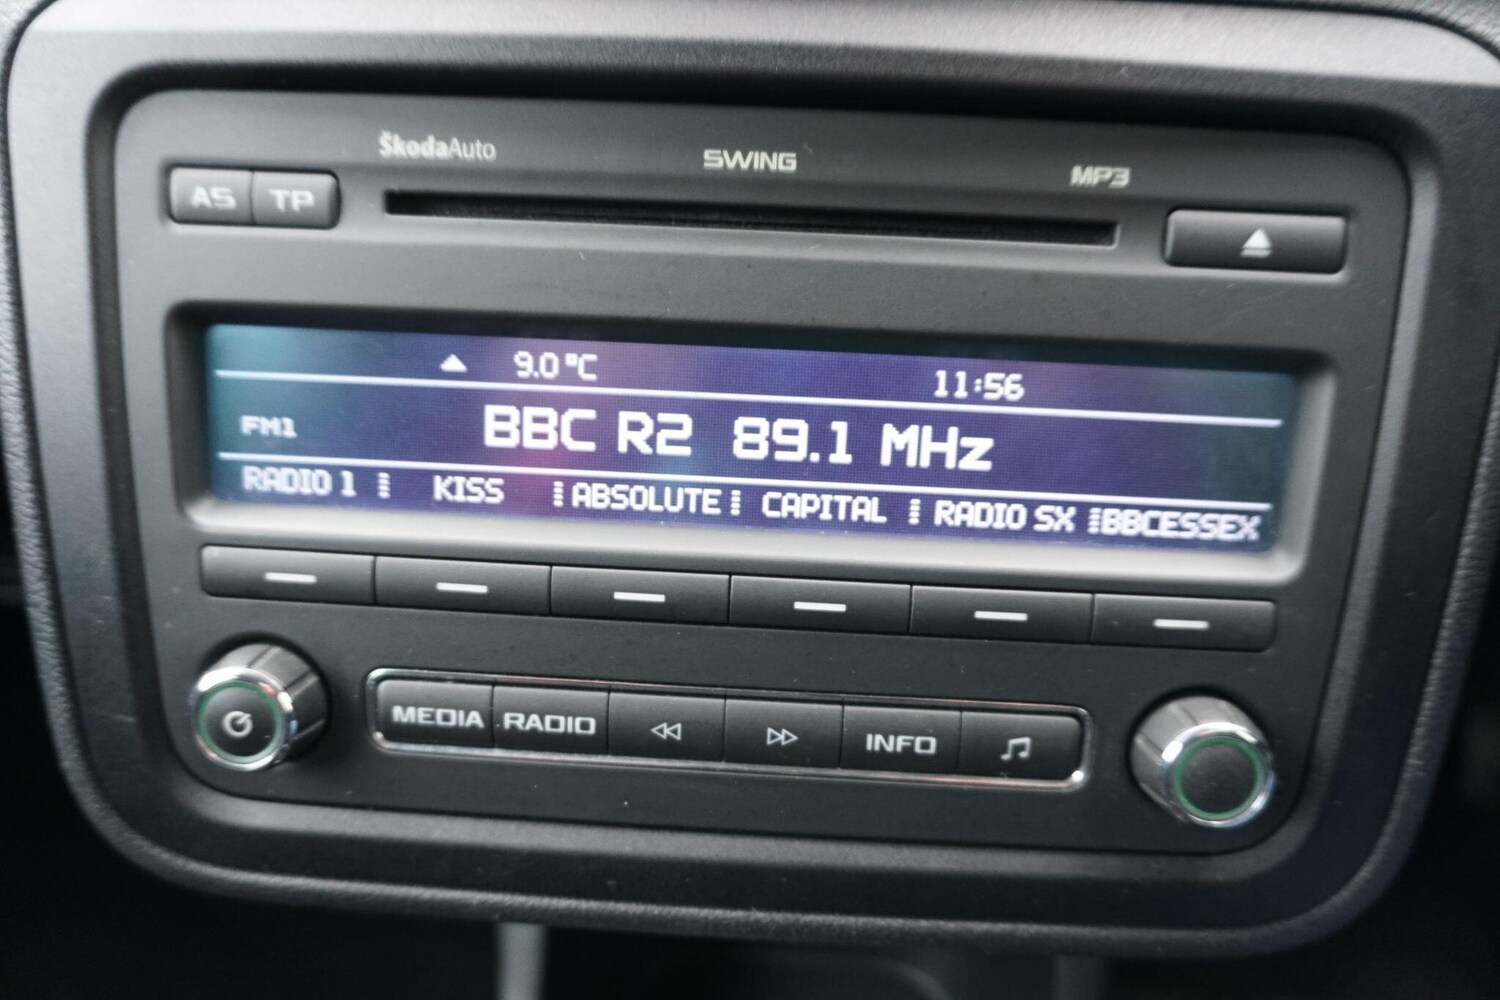 ŠkodaAuto SWING MP3
AS TP
9.0°C 11:56
FM1 BBC R2 89.1 MHz
RADIO 1 KISS ABSOLUTE CAPITAL RADIO SX BBCESSEX
MEDIA RADIO INFO